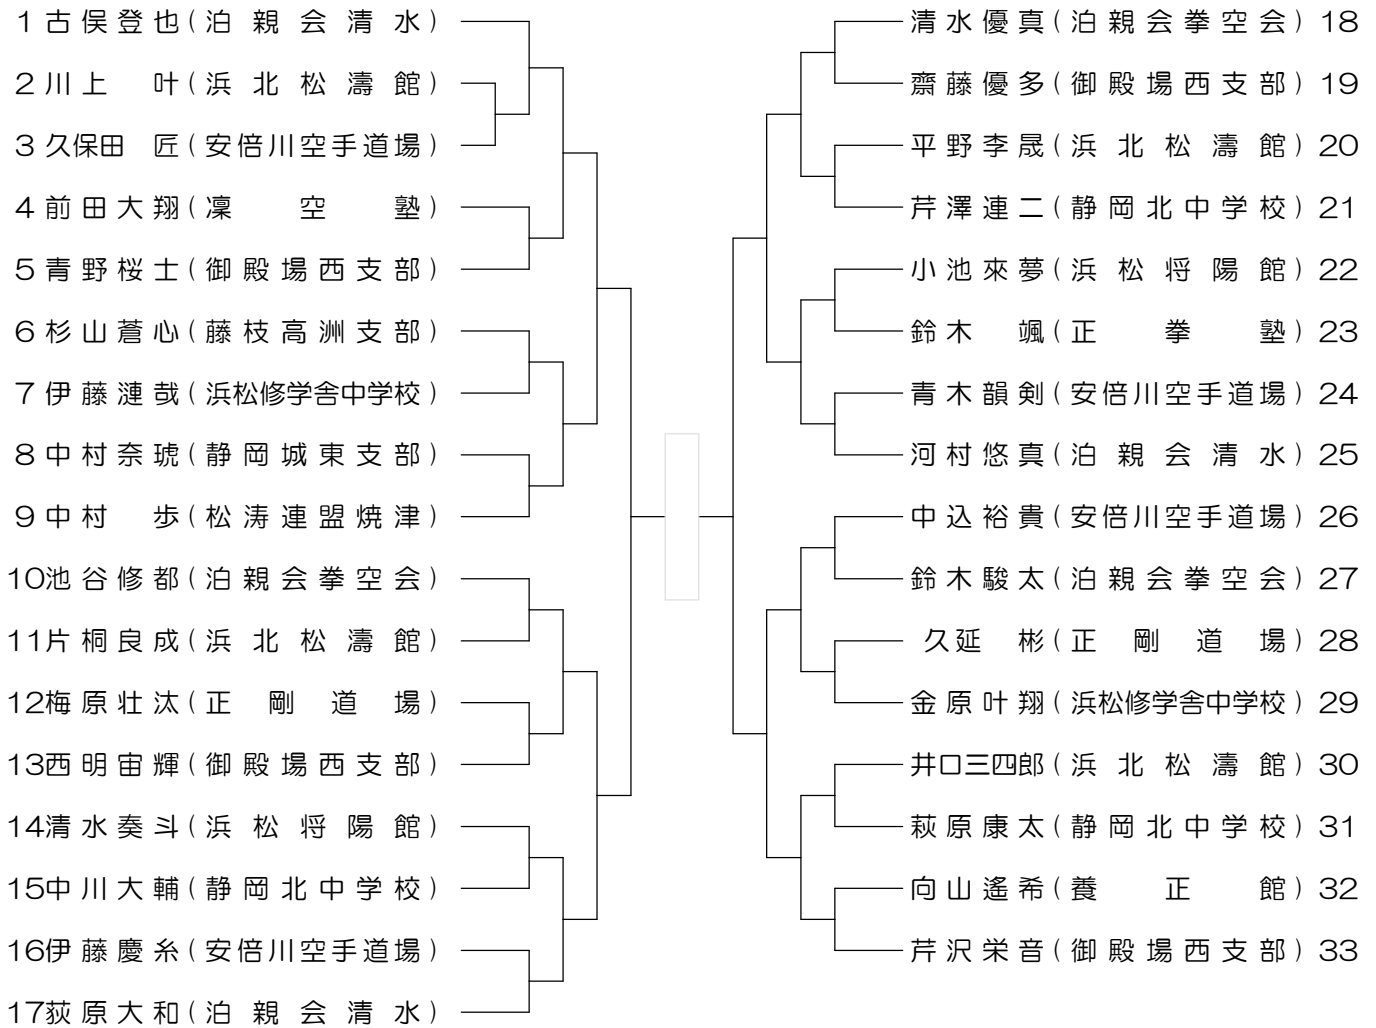 1 古俣登也(泊親会清水)
2 川上 叶(浜北松濤館)
3 久保田 匠(安倍川空手道場)
4 前田大翔(凜空塾)
5 青野桜士(御殿場西支部)
6 杉山蒼心(藤枝高洲支部)
7 伊藤漣哉(浜松修学舎中学校)
8 中村奈琥(静岡城東支部)
9 中村 歩(松涛連盟焼津)
10 池谷修都(泊親会拳空会)
11 片桐良成(浜北松濤館)
12 梅原壮汰(正剛道場)
13 西明宙輝(御殿場西支部)
14 清水奏斗(浜松将陽館)
15 中川大輔(静岡北中学校)
16 伊藤慶糸(安倍川空手道場)
17 荻原大和(泊親会清水)
清水優真(泊親会拳空会) 18
齋藤優多(御殿場西支部) 19
平野李晟(浜北松濤館) 20
芹澤連二(静岡北中学校) 21
小池來夢(浜松将陽館) 22
鈴木 颯(正拳塾) 23
青木韻剣(安倍川空手道場) 24
河村悠真(泊親会清水) 25
中込裕貴(安倍川空手道場) 26
鈴木駿太(泊親会拳空会) 27
久延 彬(正剛道場) 28
金原叶翔(浜松修学舎中学校) 29
井口三四郎(浜北松濤館) 30
萩原康太(静岡北中学校) 31
向山遙希(養正館) 32
芹沢栄音(御殿場西支部) 33